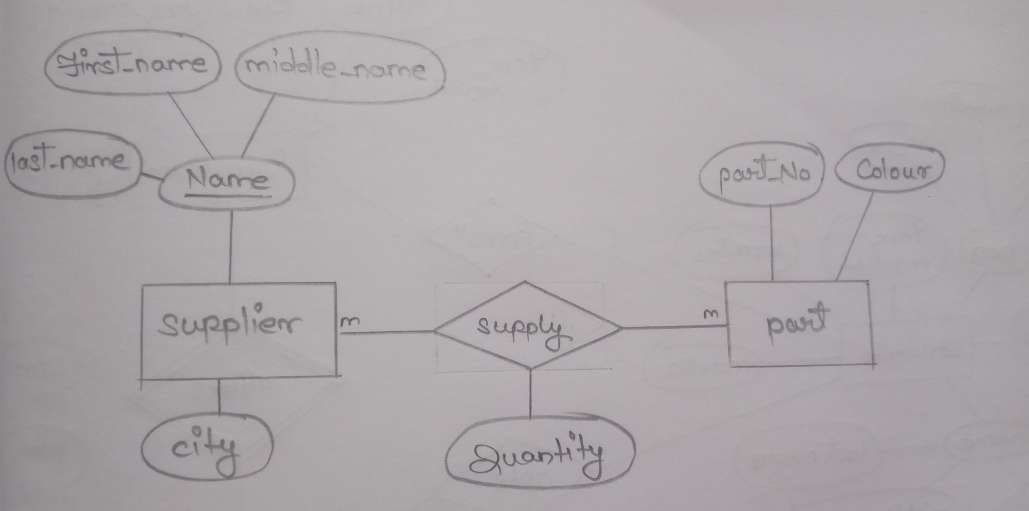 First_name
middle_name
last_name
Name
part_No
Colour
supplier
m
supply
m
part
city
Quantity